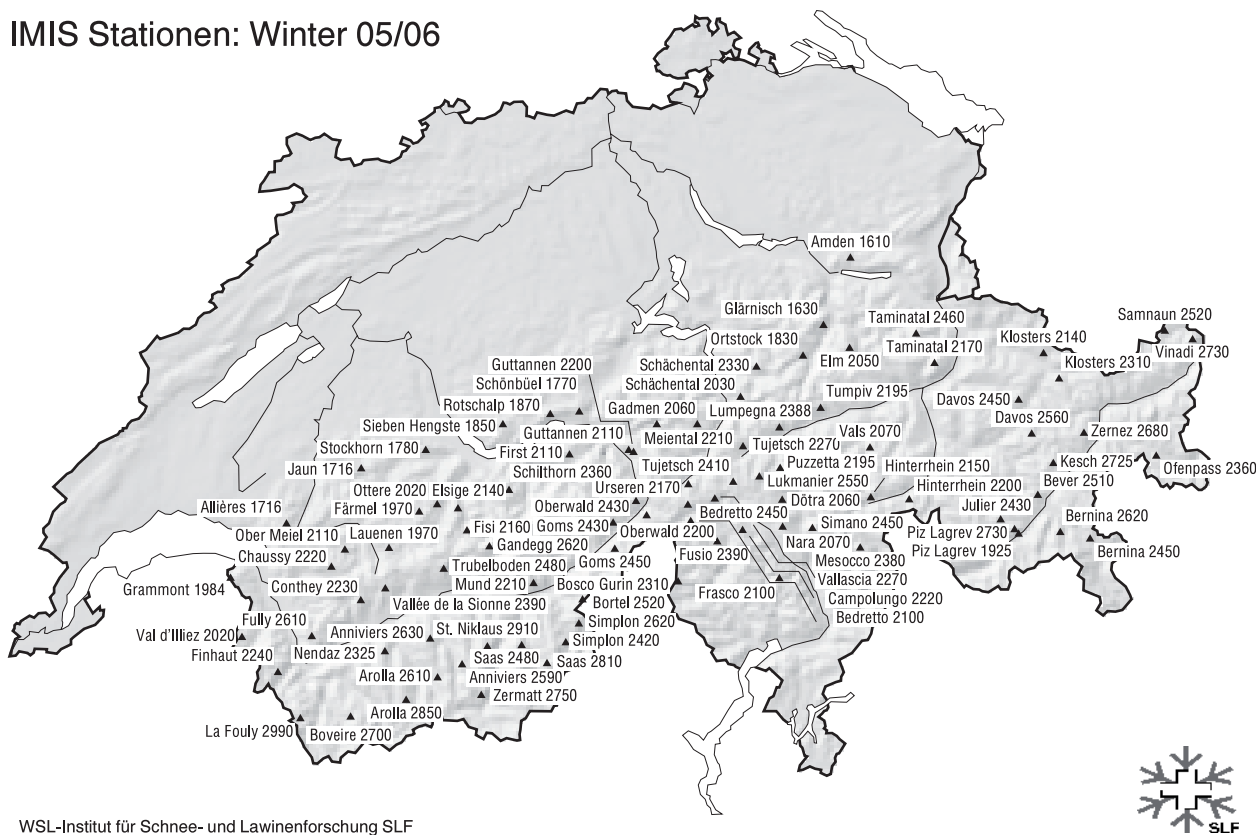 IMIS Stationen: Winter 05/06
Amden 1610
Glärnisch 1630
Taminatal 2460
Samnaun 2520
Ortstock 1830
Klosters 2140
Elm 2050
Taminatal 2170
Vinadi 2730
Guttannen 2200
Schächental 2330
Klosters 2310
Schönbüel 1770
Schächental 2030
Tumpiv 2195
Davos 2450
Rotschalp 1870
Gadmen 2060
Lumpegna 2388
Davos 2560
Sieben Hengste 1850
Guttannen 2110
Meiental 2210
Vals 2070
Zernez 2680
Stockhorn 1780
First 2110
Tujetsch 2270
Jaun 1716
Schilthorn 2360
Tujetsch 2410
Puzzetta 2195
Hinterrhein 2150
Kesch 2725
Ofenpass 2360
Ottere 2020
Elsige 2140
Urseren 2170
Lukmanier 2550
Hinterrhein 2200
Bever 2510
Allières 1716
Färmel 1970
Oberwald 2430
Bedretto 2450
Dötra 2060
Julier 2430
Ober Meiel 2110
Lauenen 1970
Fisi 2160
Goms 2430
Oberwald 2200
Simano 2450
Piz Lagrev 2730
Bernina 2620
Chaussy 2220
Gandegg 2620
Goms 2450
Fusio 2390
Nara 2070
Piz Lagrev 1925
Bernina 2450
Trubelboden 2480
Mesocco 2380
Grammont 1984
Conthey 2230
Mund 2210
Bosco Gurin 2310
Frasco 2100
Vallascia 2270
Vallée de la Sionne 2390
Bortel 2520
Campolungo 2220
Fully 2610
Simplon 2620
Bedretto 2100
Val d'Illiez 2020
Anniviers 2630
St. Niklaus 2910
Simplon 2420
Finhaut 2240
Nendaz 2325
Saas 2480
Saas 2810
Arolla 2610
Anniviers 2590
Zermatt 2750
Arolla 2850
La Fouly 2990
Boveire 2700
WSL-Institut für Schnee- und Lawinenforschung SLF
SLF